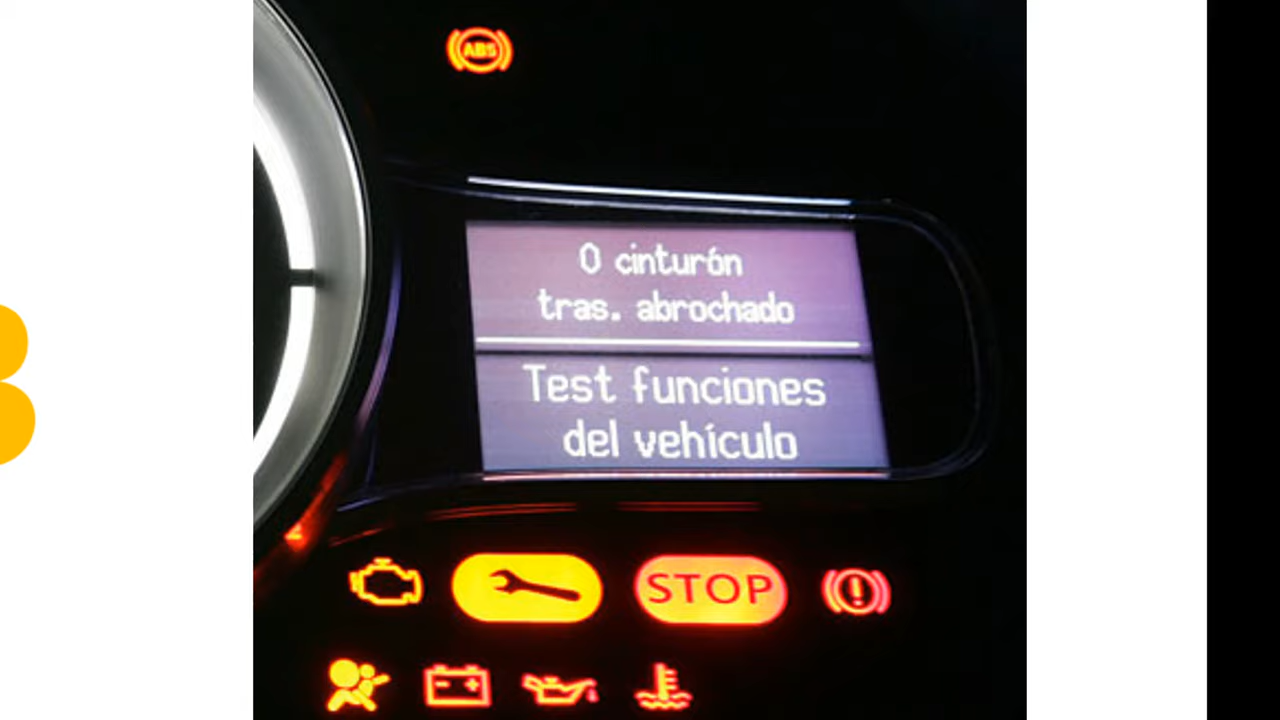 ABS
0 cinturón
tras. abrochado
Test funciones
del vehículo
STOP